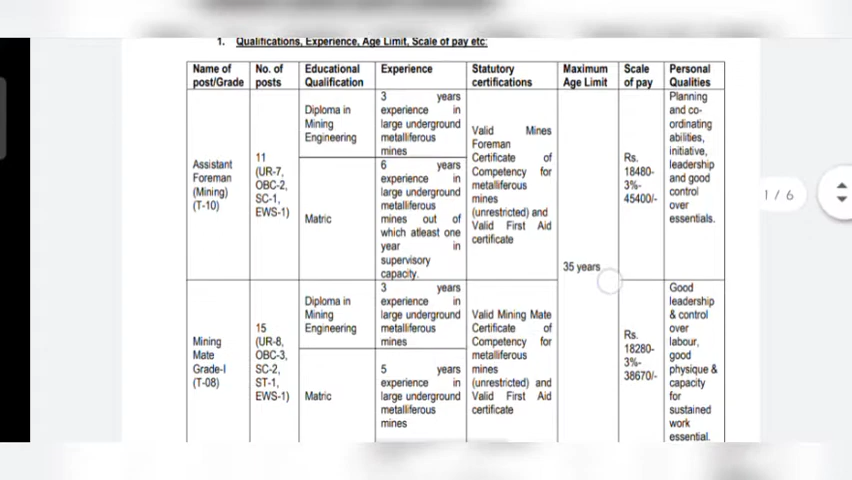 1. Qualifications, Experience, Age Limit, Scale of pay etc:
Name of
post/Grade
No. of
posts
Educational
Qualification
Experience
Statutory
certifications
Maximum
Age Limit
Scale
of pay
Personal
Qualities
Assistant
Foreman
(Mining)
(T-10)
11
(UR-7,
OBC-2,
SC-1,
EWS-1)
Diploma in
Mining
Engineering
3 years
experience in
large underground
metalliferous
mines
Matric
6 years
experience in
large underground
metalliferous
mines out of
which atleast one
year in
supervisory
capacity.
Valid Mines
Foreman
Certificate of
Competency for
metalliferous
mines
(unrestricted) and
Valid First Aid
certificate
35 years
Rs.
18480-
3%-
45400/-
Planning
and co-
ordinating
abilities,
initiative,
leadership
and good
control
over
essentials.
Mining
Mate
Grade-I
(T-08)
15
(UR-8,
OBC-3,
SC-2,
ST-1,
EWS-1)
Diploma in
Mining
Engineering
3 years
experience in
large underground
metalliferous
mines
Matric
5 years
experience in
large underground
metalliferous
mines
Valid Mining Mate
Certificate of
Competency for
metalliferous
mines
(unrestricted) and
Valid First Aid
certificate
Rs.
18280-
3%-
38670/-
Good
leadership
& control
over
labour,
good
physique &
capacity
for
sustained
work
essential.
1 / 6